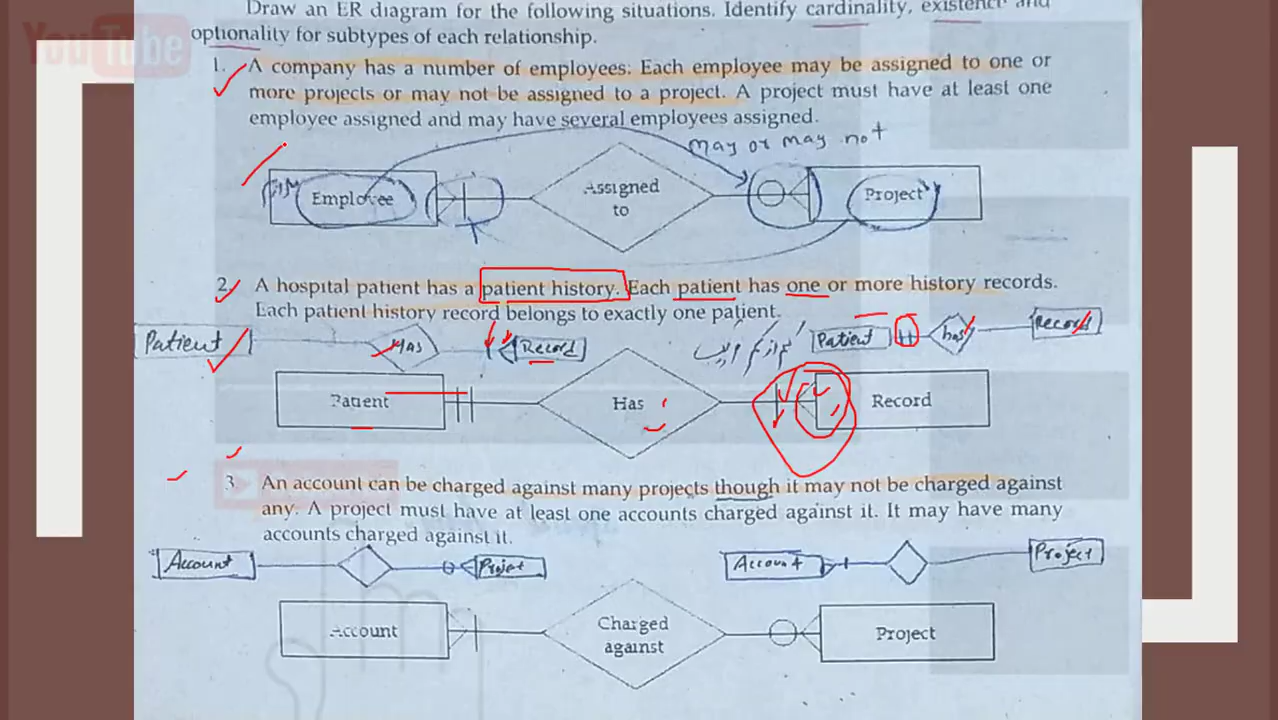 Draw an ER diagram for the following situations. Identify cardinality, existence and
optionality for subtypes of each relationship.
YouTube
1. A company has a number of employees. Each employee may be assigned to one or
more projects or may not be assigned to a project. A project must have at least one
employee assigned and may have several employees assigned.
may or may not
Employee
Assigned
to
Project
2. A hospital patient has a patient history. Each patient has one or more history records.
Each patient history record belongs to exactly one patient.
Patient Has Record
Patient has Record
Patient
Has
Record
3. An account can be charged against many projects though it may not be charged against
any. A project must have at least one accounts charged against it. It may have many
accounts charged against it.
Account Projet
Account Project
Account
Charged
against
Project